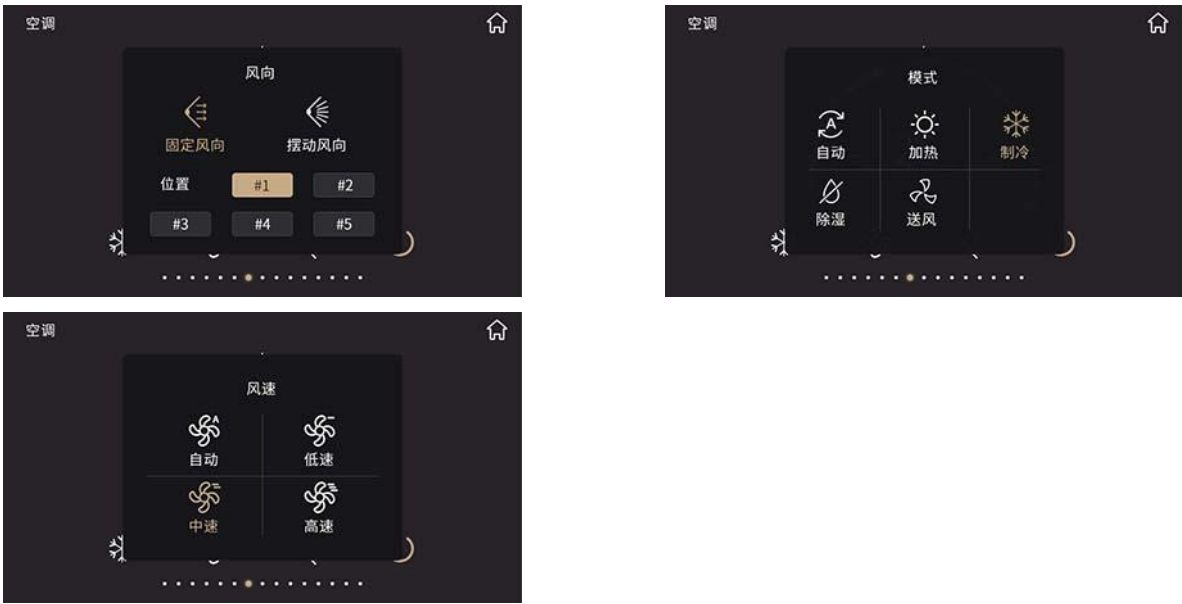 空调
风向
固定风向 摆动风向
位置 #1 #2
#3 #4 #5
空调
模式
A
自动 加热 制冷
除湿 送风
空调
风速
A
自动 低速
中速 高速